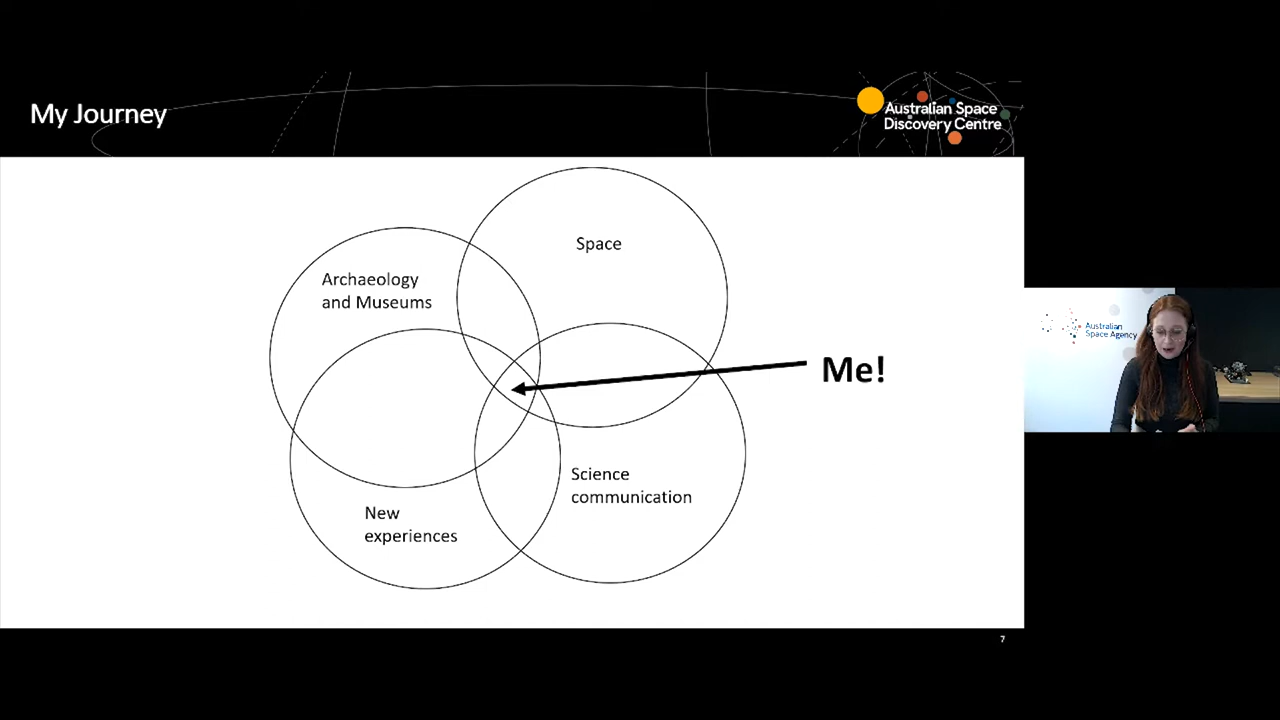 My Journey
Australian Space
Discovery Centre
Space
Archaeology
and Museums
Me!
Science
communication
New
experiences
Australian
Space Agency
7